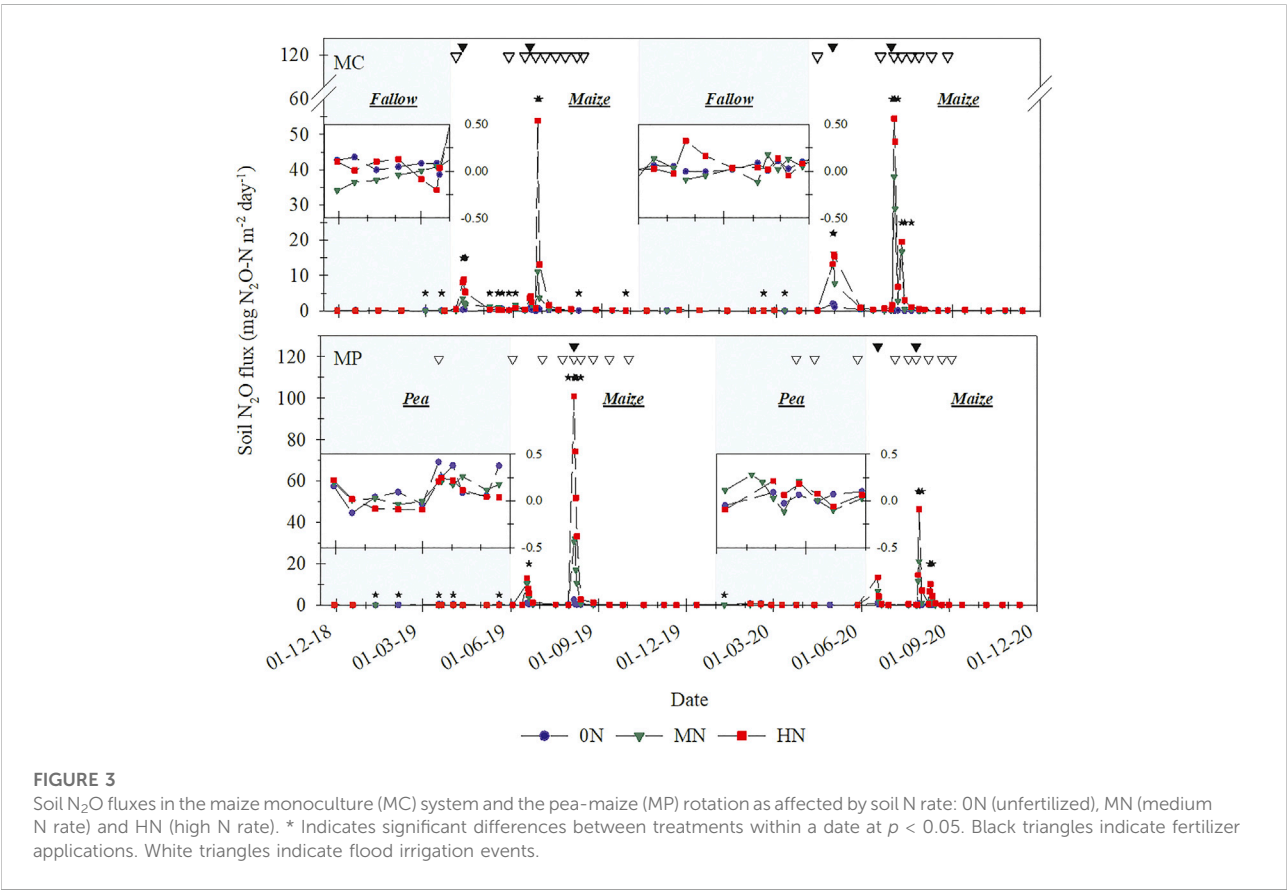 MC
120
60
50
40
30
20
10
0
Fallow
Maize
Fallow
Maize
0.50
0.00
-0.50
0.50
0.00
-0.50
* * * * * * * * * * * *
Soil N₂O flux (mg N₂O-N m⁻² day⁻¹)
MP
120
100
80
60
40
20
0
Pea
Maize
Pea
Maize
0.5
0.0
-0.5
0.5
0.0
-0.5
01-12-18
01-03-19
01-06-19
01-09-19
01-12-19
01-03-20
01-06-20
01-09-20
01-12-20
Date
0N MN HN
FIGURE 3
Soil N₂O fluxes in the maize monoculture (MC) system and the pea-maize (MP) rotation as affected by soil N rate: 0N (unfertilized), MN (medium
N rate) and HN (high N rate). * Indicates significant differences between treatments within a date at p < 0.05. Black triangles indicate fertilizer
applications. White triangles indicate flood irrigation events.